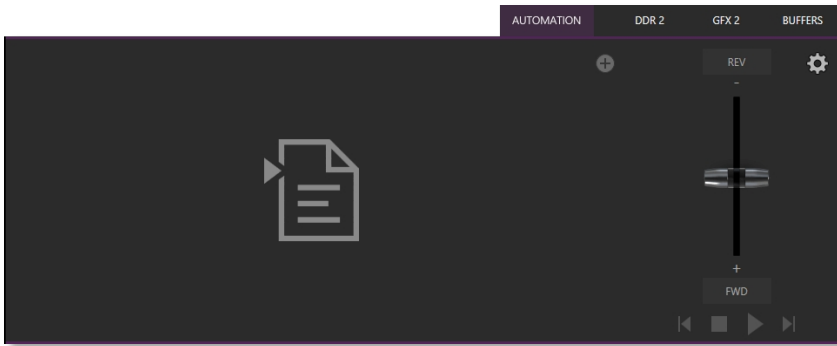 AUTOMATION DDR 2 GFX 2 BUFFERS
REV
-
+
FWD